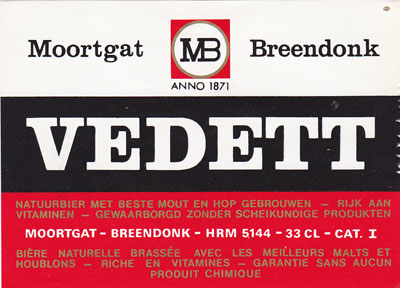 Moortgat MB Breendonk
ANNO 1871
VEDETT
NATUURBIER MET BESTE MOUT EN HOP GEBROUWEN — RIJK AAN
VITAMINEN — GEWAARBORGD ZONDER SCHEIKUNDIGE PRODUKTEN
MOORTGAT - BREENDONK - HRM 5144 - 33 CL - CAT. I
BIÈRE NATURELLE BRASSÉE AVEC LES MEILLEURS MALTS ET
HOUBLONS — RICHE EN VITAMINES — GARANTIE SANS AUCUN
PRODUIT CHIMIQUE